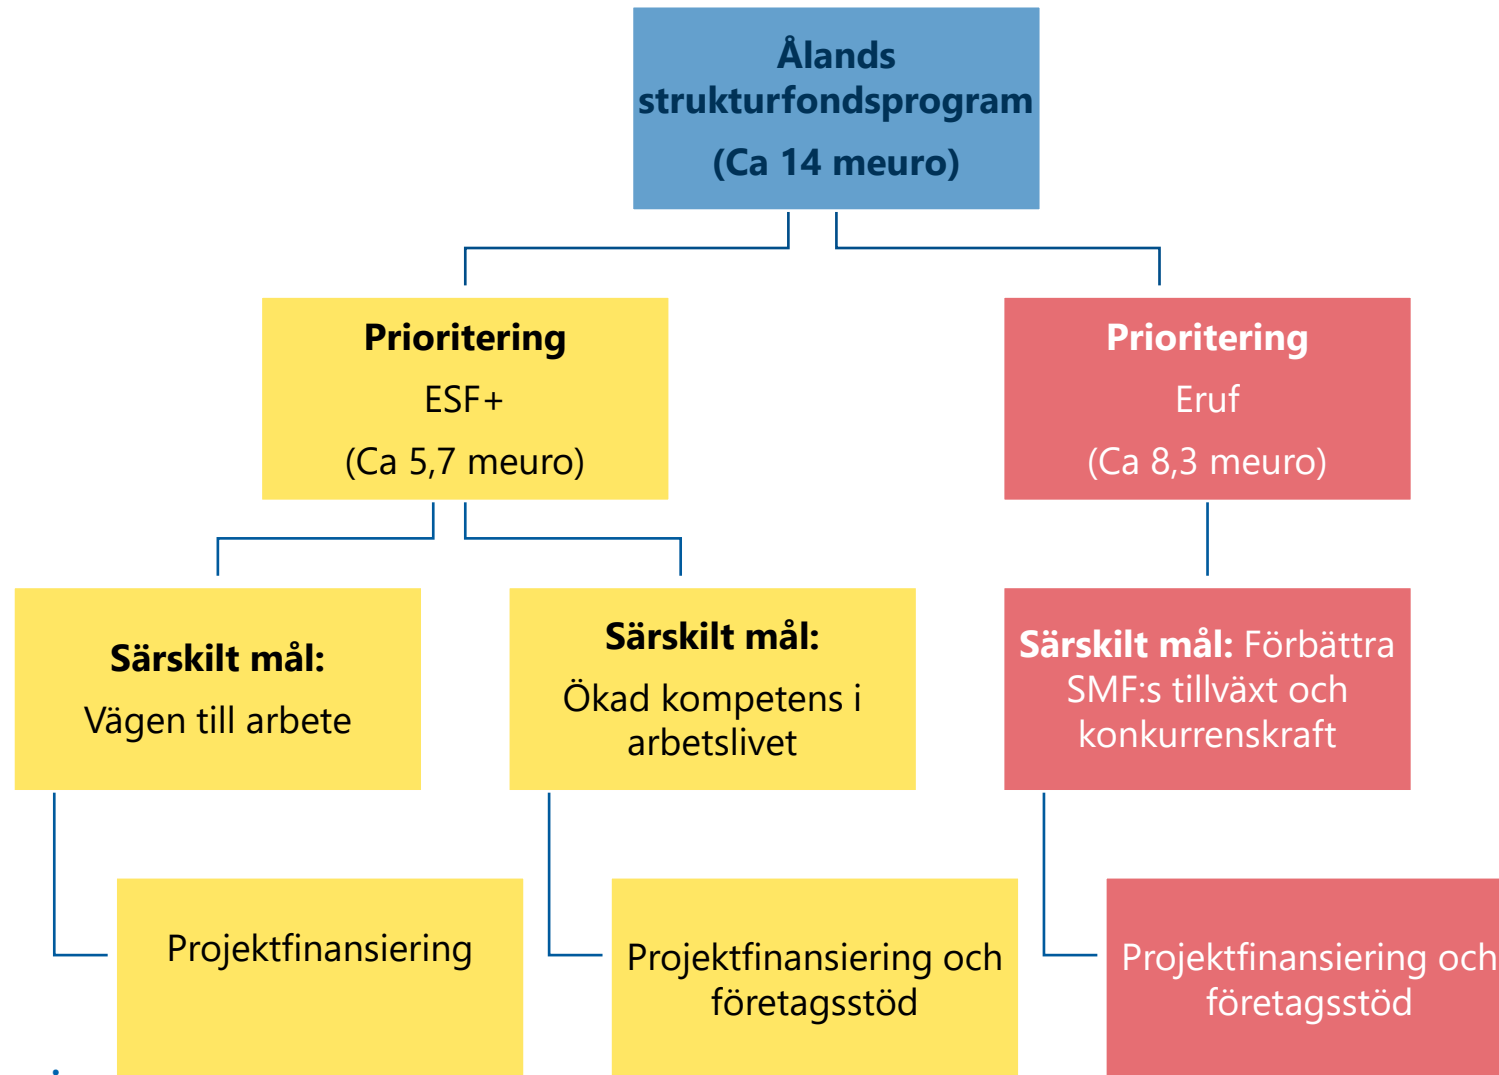 Ålands
strukturfondsprogram
(Ca 14 meuro)
Prioritering
ESF+
(Ca 5,7 meuro)
Prioritering
Eruf
(Ca 8,3 meuro)
Särskilt mål:
Vägen till arbete
Särskilt mål:
Ökad kompetens i
arbetslivet
Särskilt mål: Förbättra
SMF:s tillväxt och
konkurrenskraft
Projektfinansiering
Projektfinansiering och
företagsstöd
Projektfinansiering och
företagsstöd